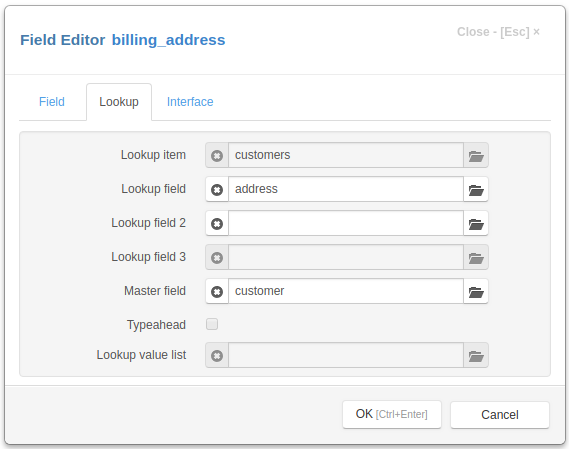 Field Editor billing_address
Close - [Esc] ×
Field
Lookup
Interface
Lookup item
customers
Lookup field
address
Lookup field 2
Lookup field 3
Master field
customer
Typeahead
Lookup value list
OK [Ctrl+Enter]
Cancel